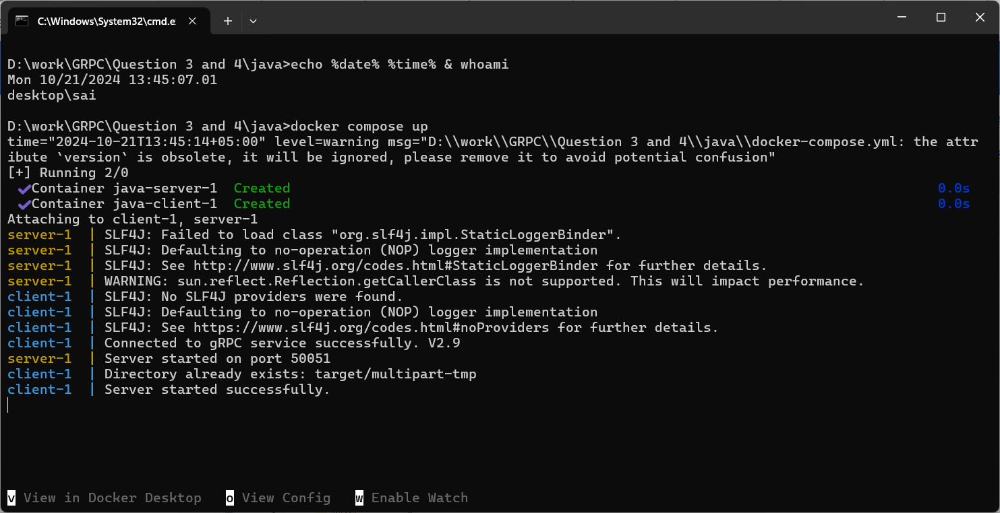 C:\Windows\System32\cmd.e
D:\work\GRPC\Question 3 and 4\java>echo %date% %time% & whoami
Mon 10/21/2024 13:45:07.01
desktop\sai
D:\work\GRPC\Question 3 and 4\java>docker compose up
time="2024-10-21T13:45:14+05:00" level=warning msg="D:\\work\\GRPC\\Question 3 and 4\\java\\docker-compose.yml: the attr
ibute `version` is obsolete, it will be ignored, please remove it to avoid potential confusion"
[+] Running 2/0
✔Container java-server-1  Created 0.0s
✔Container java-client-1  Created 0.0s
Attaching to client-1, server-1
server-1  | SLF4J: Failed to load class "org.slf4j.impl.StaticLoggerBinder".
server-1  | SLF4J: Defaulting to no-operation (NOP) logger implementation
server-1  | SLF4J: See http://www.slf4j.org/codes.html#StaticLoggerBinder for further details.
server-1  | WARNING: sun.reflect.Reflection.getCallerClass is not supported. This will impact performance.
client-1  | SLF4J: No SLF4J providers were found.
client-1  | SLF4J: Defaulting to no-operation (NOP) logger implementation
client-1  | SLF4J: See https://www.slf4j.org/codes.html#noProviders for further details.
client-1  | Connected to gRPC service successfully. V2.9
server-1  | Server started on port 50051
client-1  | Directory already exists: target/multipart-tmp
client-1  | Server started successfully.
v View in Docker Desktop   o View Config   w Enable Watch